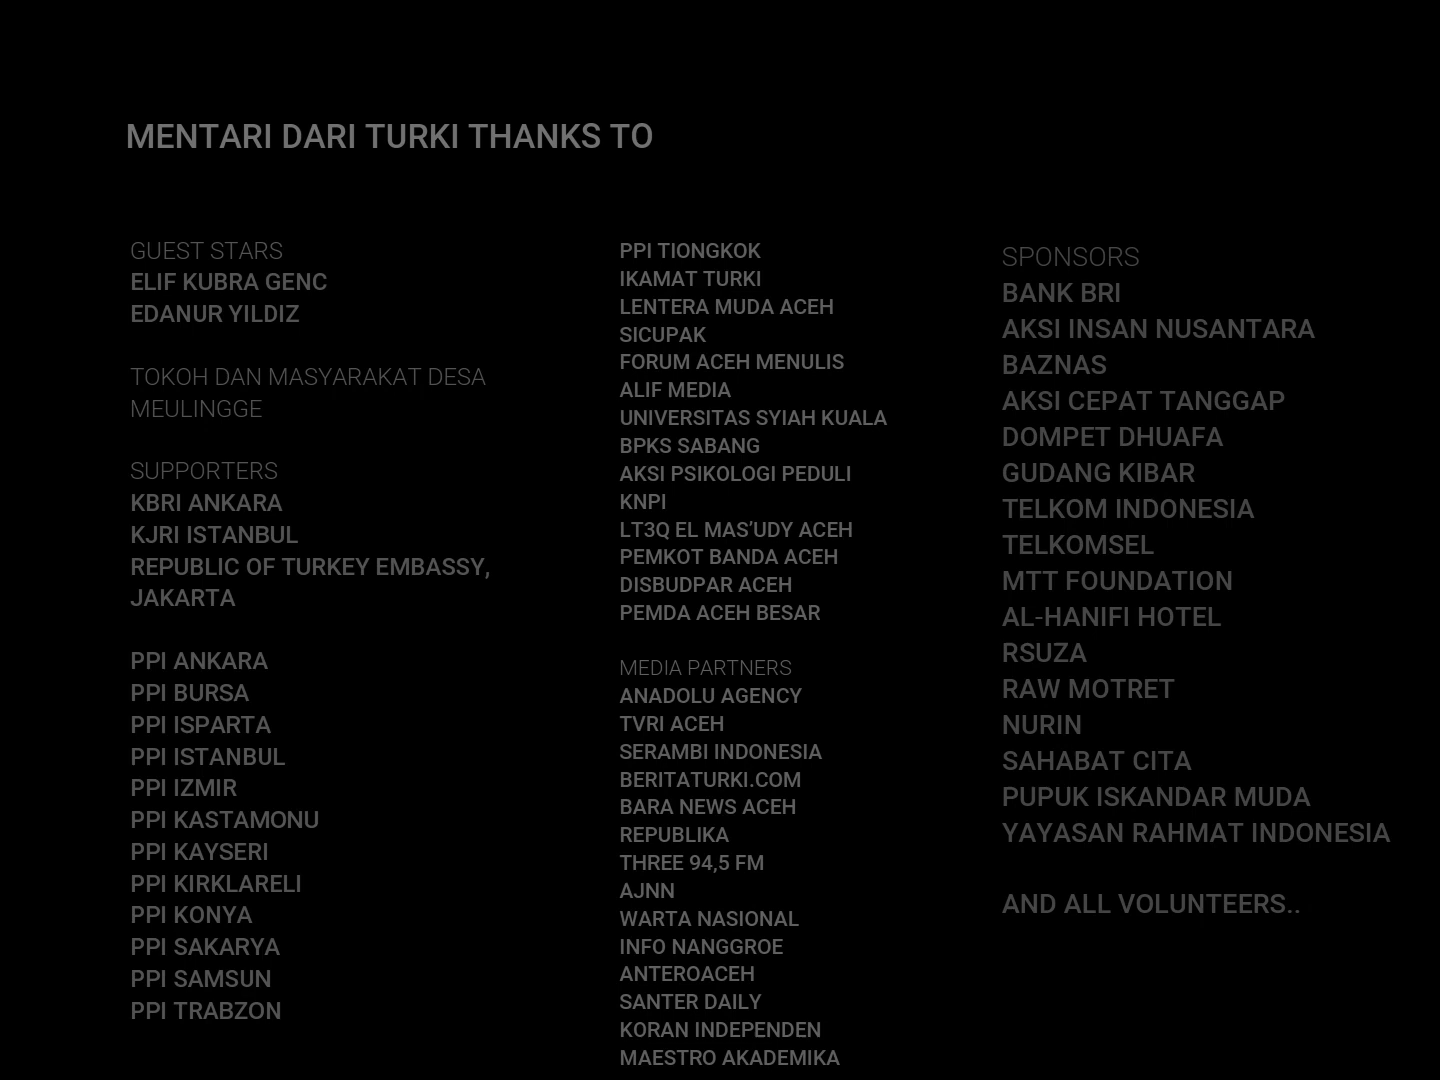 MENTARI DARI TURKI THANKS TO
GUEST STARS
ELIF KUBRA GENC
EDANUR YILDIZ
TOKOH DAN MASYARAKAT DESA
MEULINGGE
SUPPORTERS
KBRI ANKARA
KJRI ISTANBUL
REPUBLIC OF TURKEY EMBASSY,
JAKARTA
PPI ANKARA
PPI BURSA
PPI ISPARTA
PPI ISTANBUL
PPI IZMIR
PPI KASTAMONU
PPI KAYSERI
PPI KIRKLARELI
PPI KONYA
PPI SAKARYA
PPI SAMSUN
PPI TRABZON
PPI TIONGKOK
IKAMAT TURKI
LENTERA MUDA ACEH
SICUPAK
FORUM ACEH MENULIS
ALIF MEDIA
UNIVERSITAS SYIAH KUALA
BPKS SABANG
AKSI PSIKOLOGI PEDULI
KNPI
LT3Q EL MAS’UDY ACEH
PEMKOT BANDA ACEH
DISBUDPAR ACEH
PEMDA ACEH BESAR
MEDIA PARTNERS
ANADOLU AGENCY
TVRI ACEH
SERAMBI INDONESIA
BERITATURKI.COM
BARA NEWS ACEH
REPUBLIKA
THREE 94,5 FM
AJNN
WARTA NASIONAL
INFO NANGGROE
ANTEROACEH
SANTER DAILY
KORAN INDEPENDEN
MAESTRO AKADEMIKA
SPONSORS
BANK BRI
AKSI INSAN NUSANTARA
BAZNAS
AKSI CEPAT TANGGAP
DOMPET DHUAFA
GUDANG KIBAR
TELKOM INDONESIA
TELKOMSEL
MTT FOUNDATION
AL-HANIFI HOTEL
RSUZA
RAW MOTRET
NURIN
SAHABAT CITA
PUPUK ISKANDAR MUDA
YAYASAN RAHMAT INDONESIA
AND ALL VOLUNTEERS..